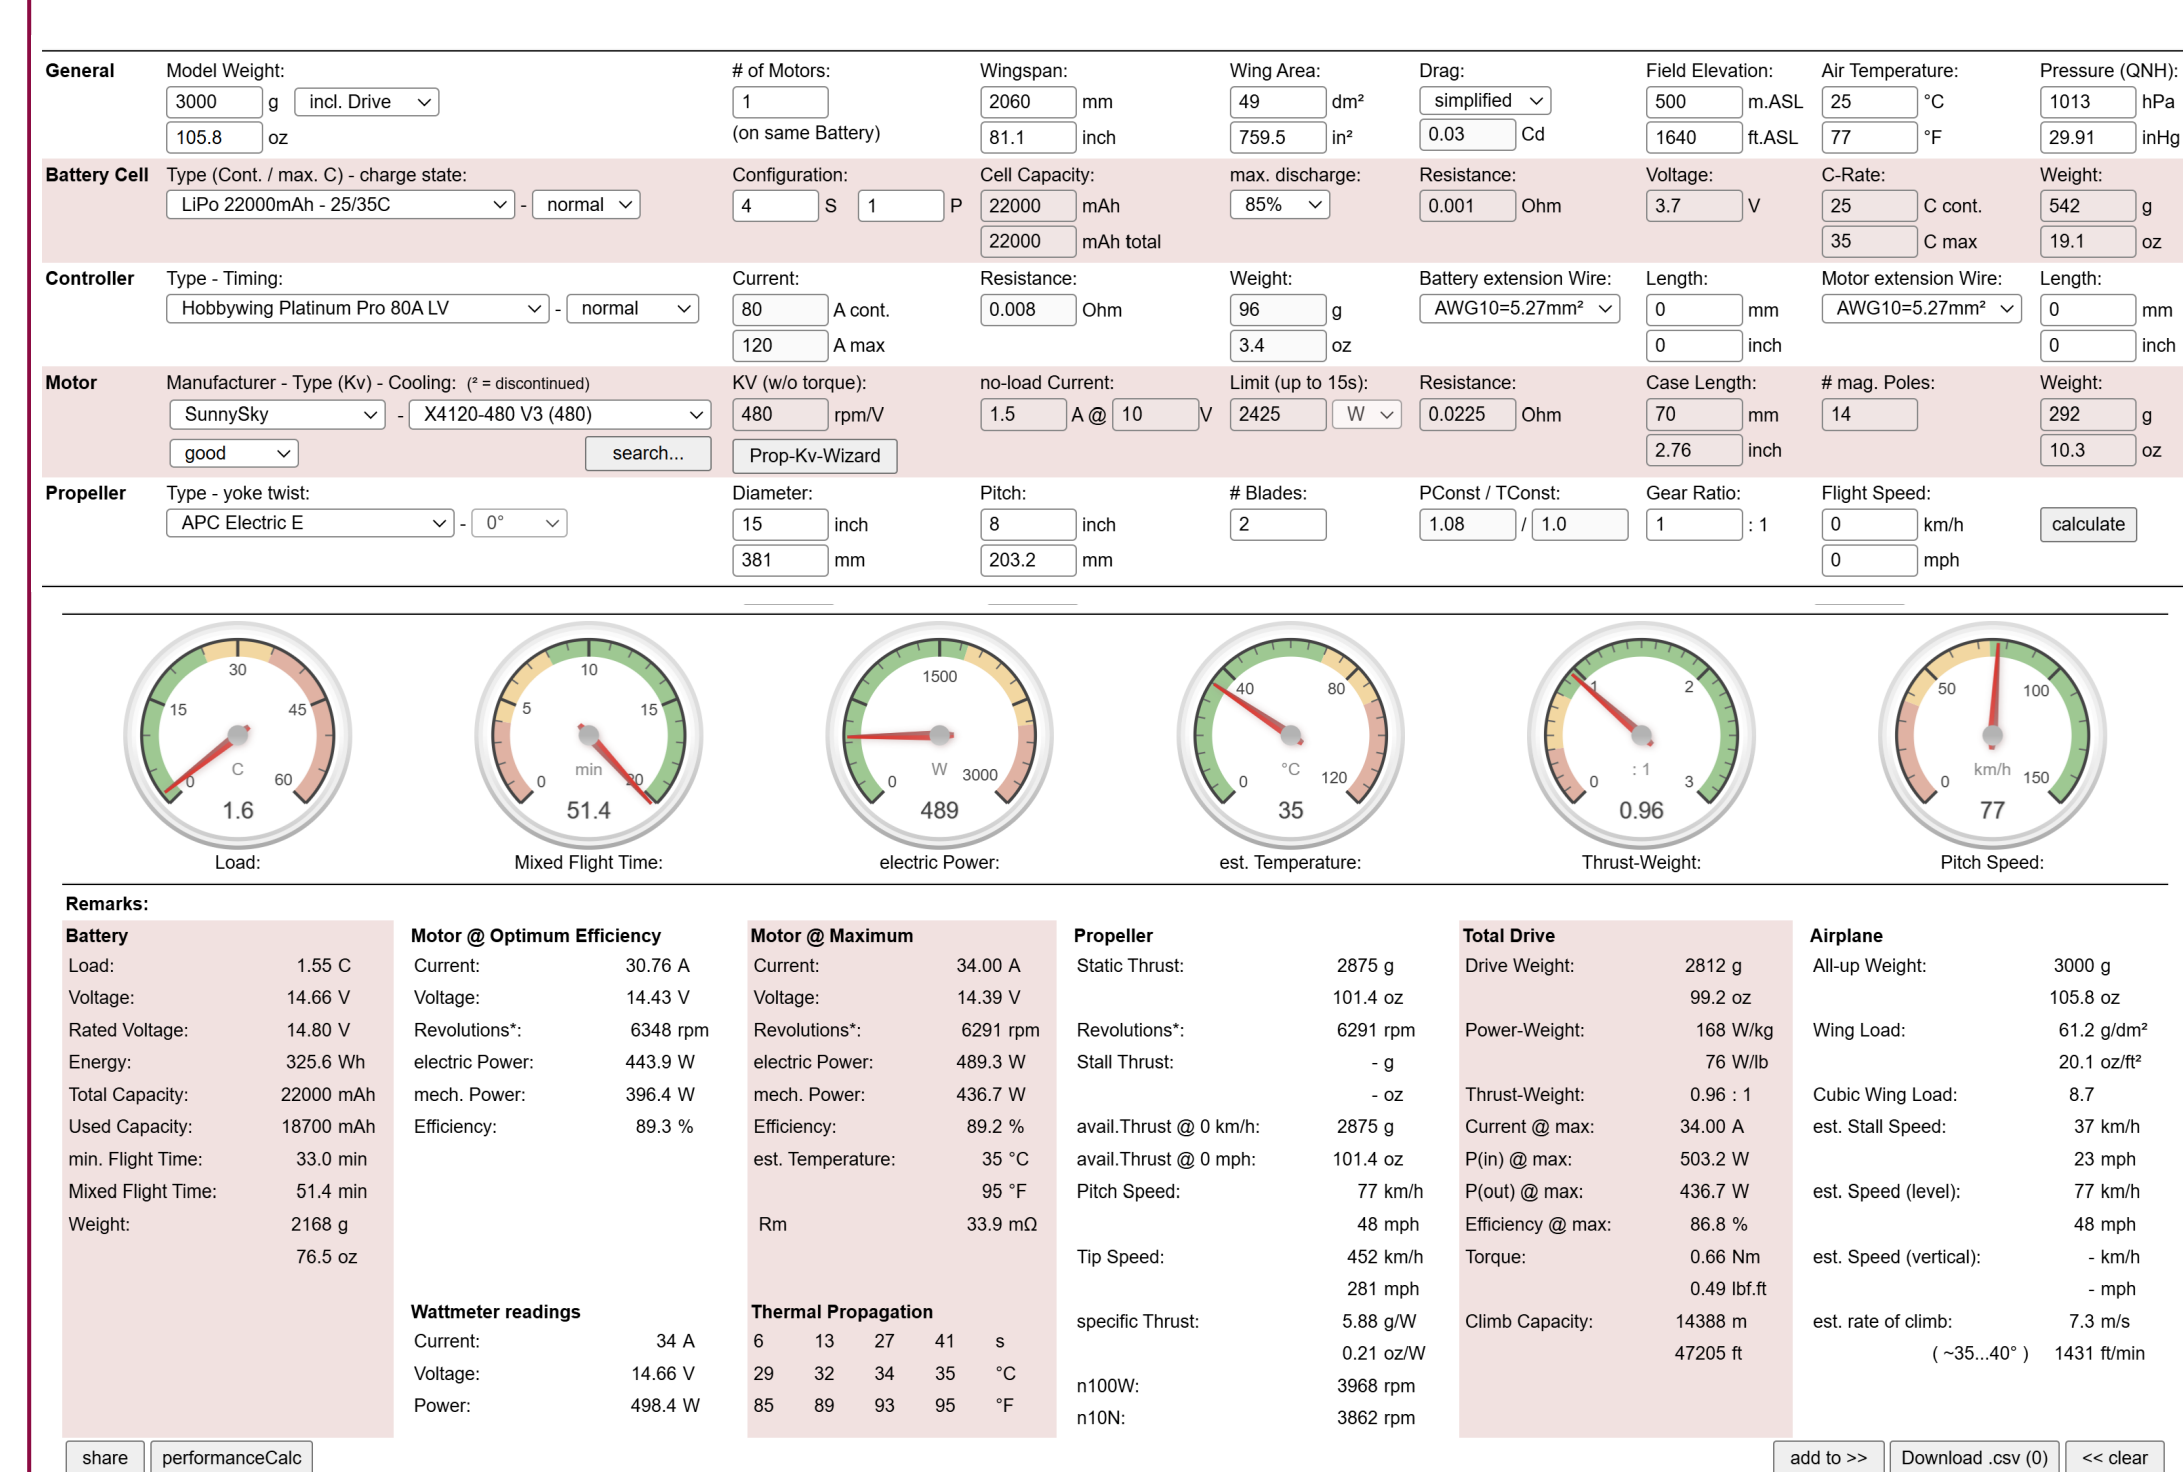 General Model Weight: # of Motors: Wingspan: Wing Area: Drag: Field Elevation: Air Temperature: Pressure (QNH):
3000 g incl. Drive 1 2060 mm 49 dm² simplified 500 m.ASL 25 °C 1013 hPa
105.8 oz (on same Battery) 81.1 inch 759.5 in² 0.03 Cd 1640 ft.ASL 77 °F 29.91 inHg
Battery Cell Type (Cont. / max. C) - charge state: Configuration: Cell Capacity: max. discharge: Resistance: Voltage: C-Rate: Weight:
LiPo 22000mAh - 25/35C - normal 4 S 1 P 22000 mAh 85% 0.001 Ohm 3.7 V 25 C cont. 542 g
22000 mAh total 35 C max 19.1 oz
Controller Type - Timing: Current: Resistance: Weight: Battery extension Wire: Length: Motor extension Wire: Length:
Hobbywing Platinum Pro 80A LV - normal 80 A cont. 0.008 Ohm 96 g AWG10=5.27mm² 0 mm AWG10=5.27mm² 0 mm
120 A max 3.4 oz 0 inch 0 inch
Motor Manufacturer - Type (Kv) - Cooling: (² = discontinued) KV (w/o torque): no-load Current: Limit (up to 15s): Resistance: Case Length: # mag. Poles: Weight:
SunnySky - X4120-480 V3 (480) 480 rpm/V 1.5 A @ 10 V 2425 W 0.0225 Ohm 70 mm 14 292 g
good search... Prop-Kv-Wizard 2.76 inch 10.3 oz
Propeller Type - yoke twist: Diameter: Pitch: # Blades: PConst / TConst: Gear Ratio: Flight Speed:
APC Electric E - 0° 15 inch 8 inch 2 1.08 / 1.0 1 : 1 0 km/h calculate
381 mm 203.2 mm 0 mph
0 15 30 45 60 C 1.6
0 5 10 15 20 min 51.4
0 1500 3000 W 489
0 40 80 120 °C 35
0 1 2 3 : 1 0.96
0 50 100 150 km/h 77
Load: Mixed Flight Time: electric Power: est. Temperature: Thrust-Weight: Pitch Speed:
Remarks:
Battery
Load: 1.55 C
Voltage: 14.66 V
Rated Voltage: 14.80 V
Energy: 325.6 Wh
Total Capacity: 22000 mAh
Used Capacity: 18700 mAh
min. Flight Time: 33.0 min
Mixed Flight Time: 51.4 min
Weight: 2168 g
76.5 oz
Motor @ Optimum Efficiency
Current: 30.76 A
Voltage: 14.43 V
Revolutions*: 6348 rpm
electric Power: 443.9 W
mech. Power: 396.4 W
Efficiency: 89.3 %
Wattmeter readings
Current: 34 A
Voltage: 14.66 V
Power: 498.4 W
Motor @ Maximum
Current: 34.00 A
Voltage: 14.39 V
Revolutions*: 6291 rpm
electric Power: 489.3 W
mech. Power: 436.7 W
Efficiency: 89.2 %
est. Temperature: 35 °C
95 °F
Rm 33.9 mΩ
Thermal Propagation
6 13 27 41 s
29 32 34 35 °C
85 89 93 95 °F
Propeller
Static Thrust: 2875 g
101.4 oz
Revolutions*: 6291 rpm
Stall Thrust: - g
- oz
avail.Thrust @ 0 km/h: 2875 g
avail.Thrust @ 0 mph: 101.4 oz
Pitch Speed: 77 km/h
48 mph
Tip Speed: 452 km/h
281 mph
specific Thrust: 5.88 g/W
0.21 oz/W
n100W: 3968 rpm
n10N: 3862 rpm
Total Drive
Drive Weight: 2812 g
99.2 oz
Power-Weight: 168 W/kg
76 W/lb
Thrust-Weight: 0.96 : 1
Current @ max: 34.00 A
P(in) @ max: 503.2 W
P(out) @ max: 436.7 W
Efficiency @ max: 86.8 %
Torque: 0.66 Nm
0.49 lbf.ft
Climb Capacity: 14388 m
47205 ft
Airplane
All-up Weight: 3000 g
105.8 oz
Wing Load: 61.2 g/dm²
20.1 oz/ft²
Cubic Wing Load: 8.7
est. Stall Speed: 37 km/h
23 mph
est. Speed (level): 77 km/h
48 mph
est. Speed (vertical): - km/h
- mph
est. rate of climb: 7.3 m/s
( ~35...40° ) 1431 ft/min
share performanceCalc add to >> Download .csv (0) << clear